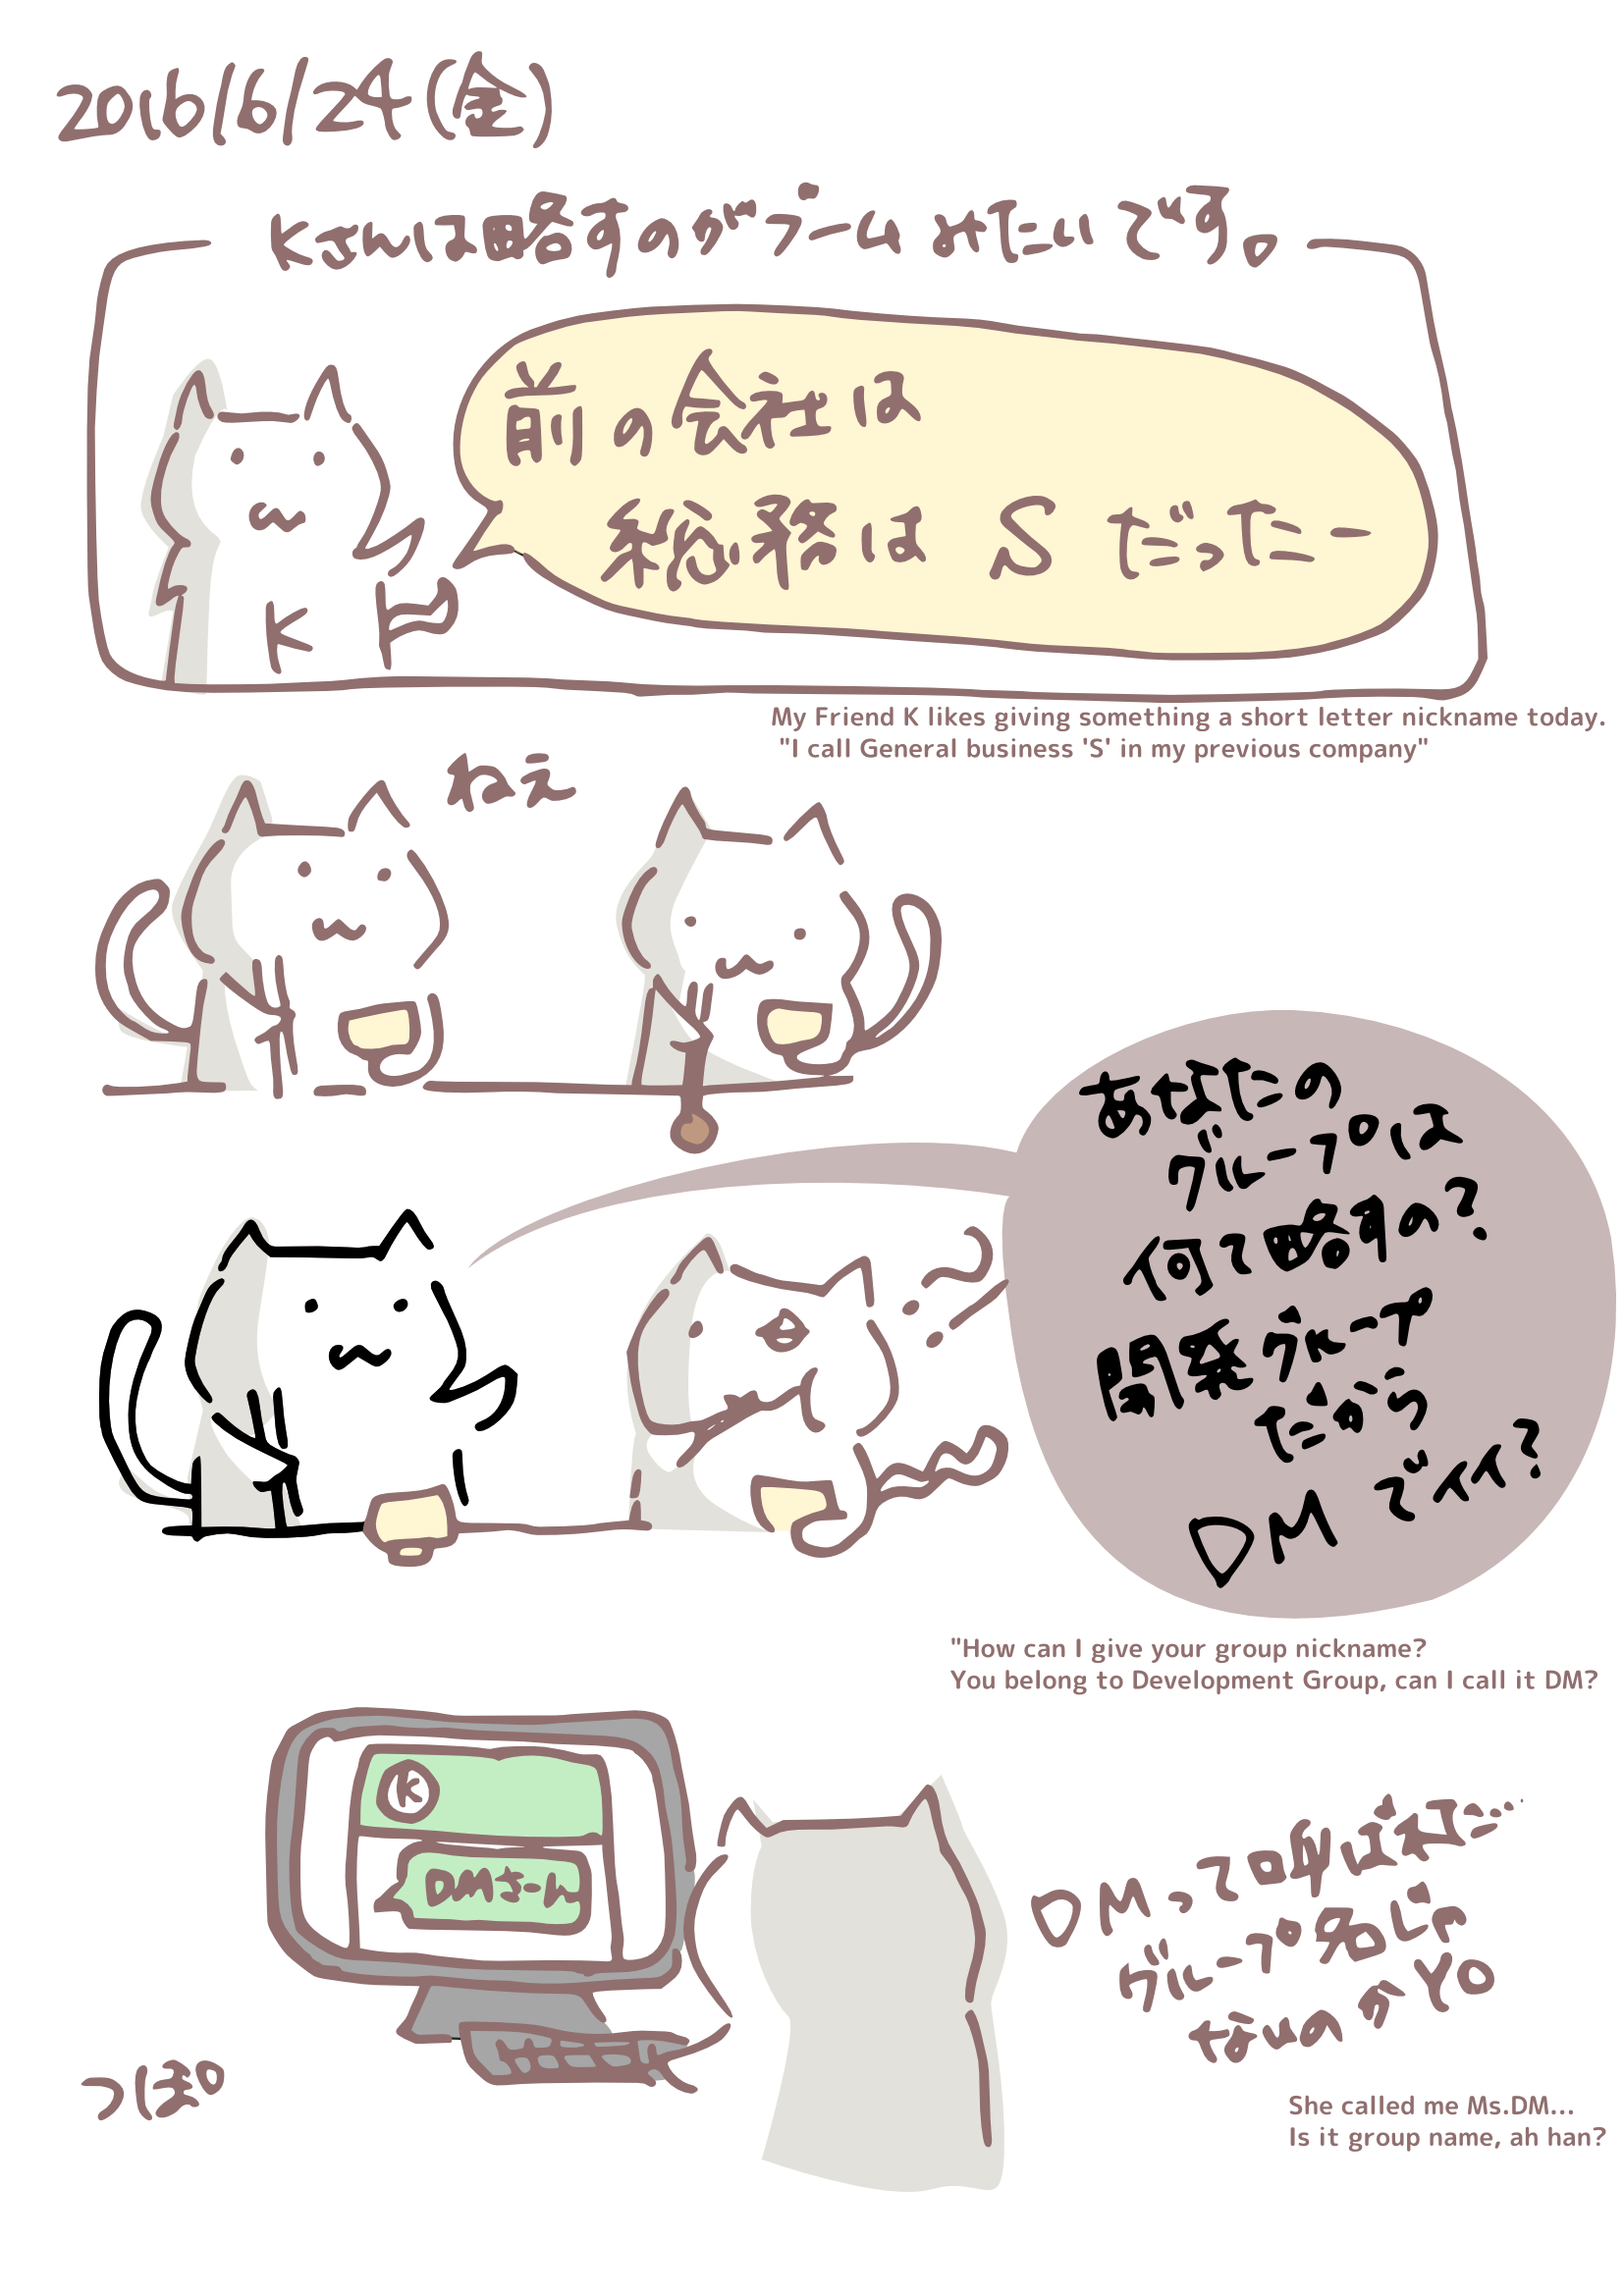 2016/6/24(金)
Kさんは略すのがブームみたいです。
前の会社は
総務はSだったー
K
My Friend K likes giving something a short letter nickname today.
"I call General business 'S' in my previous company"
ねえ
あなたの
グループは
何て略すの?
開発グループ
だから
DMでイイ?
"How can I give your group nickname?
You belong to Development Group, can I call it DM?
K
DMちーん
DMって呼ばれた…
グループ名じゃ
ないのかYO
つぽ
She called me Ms.DM...
Is it group name, ah han?